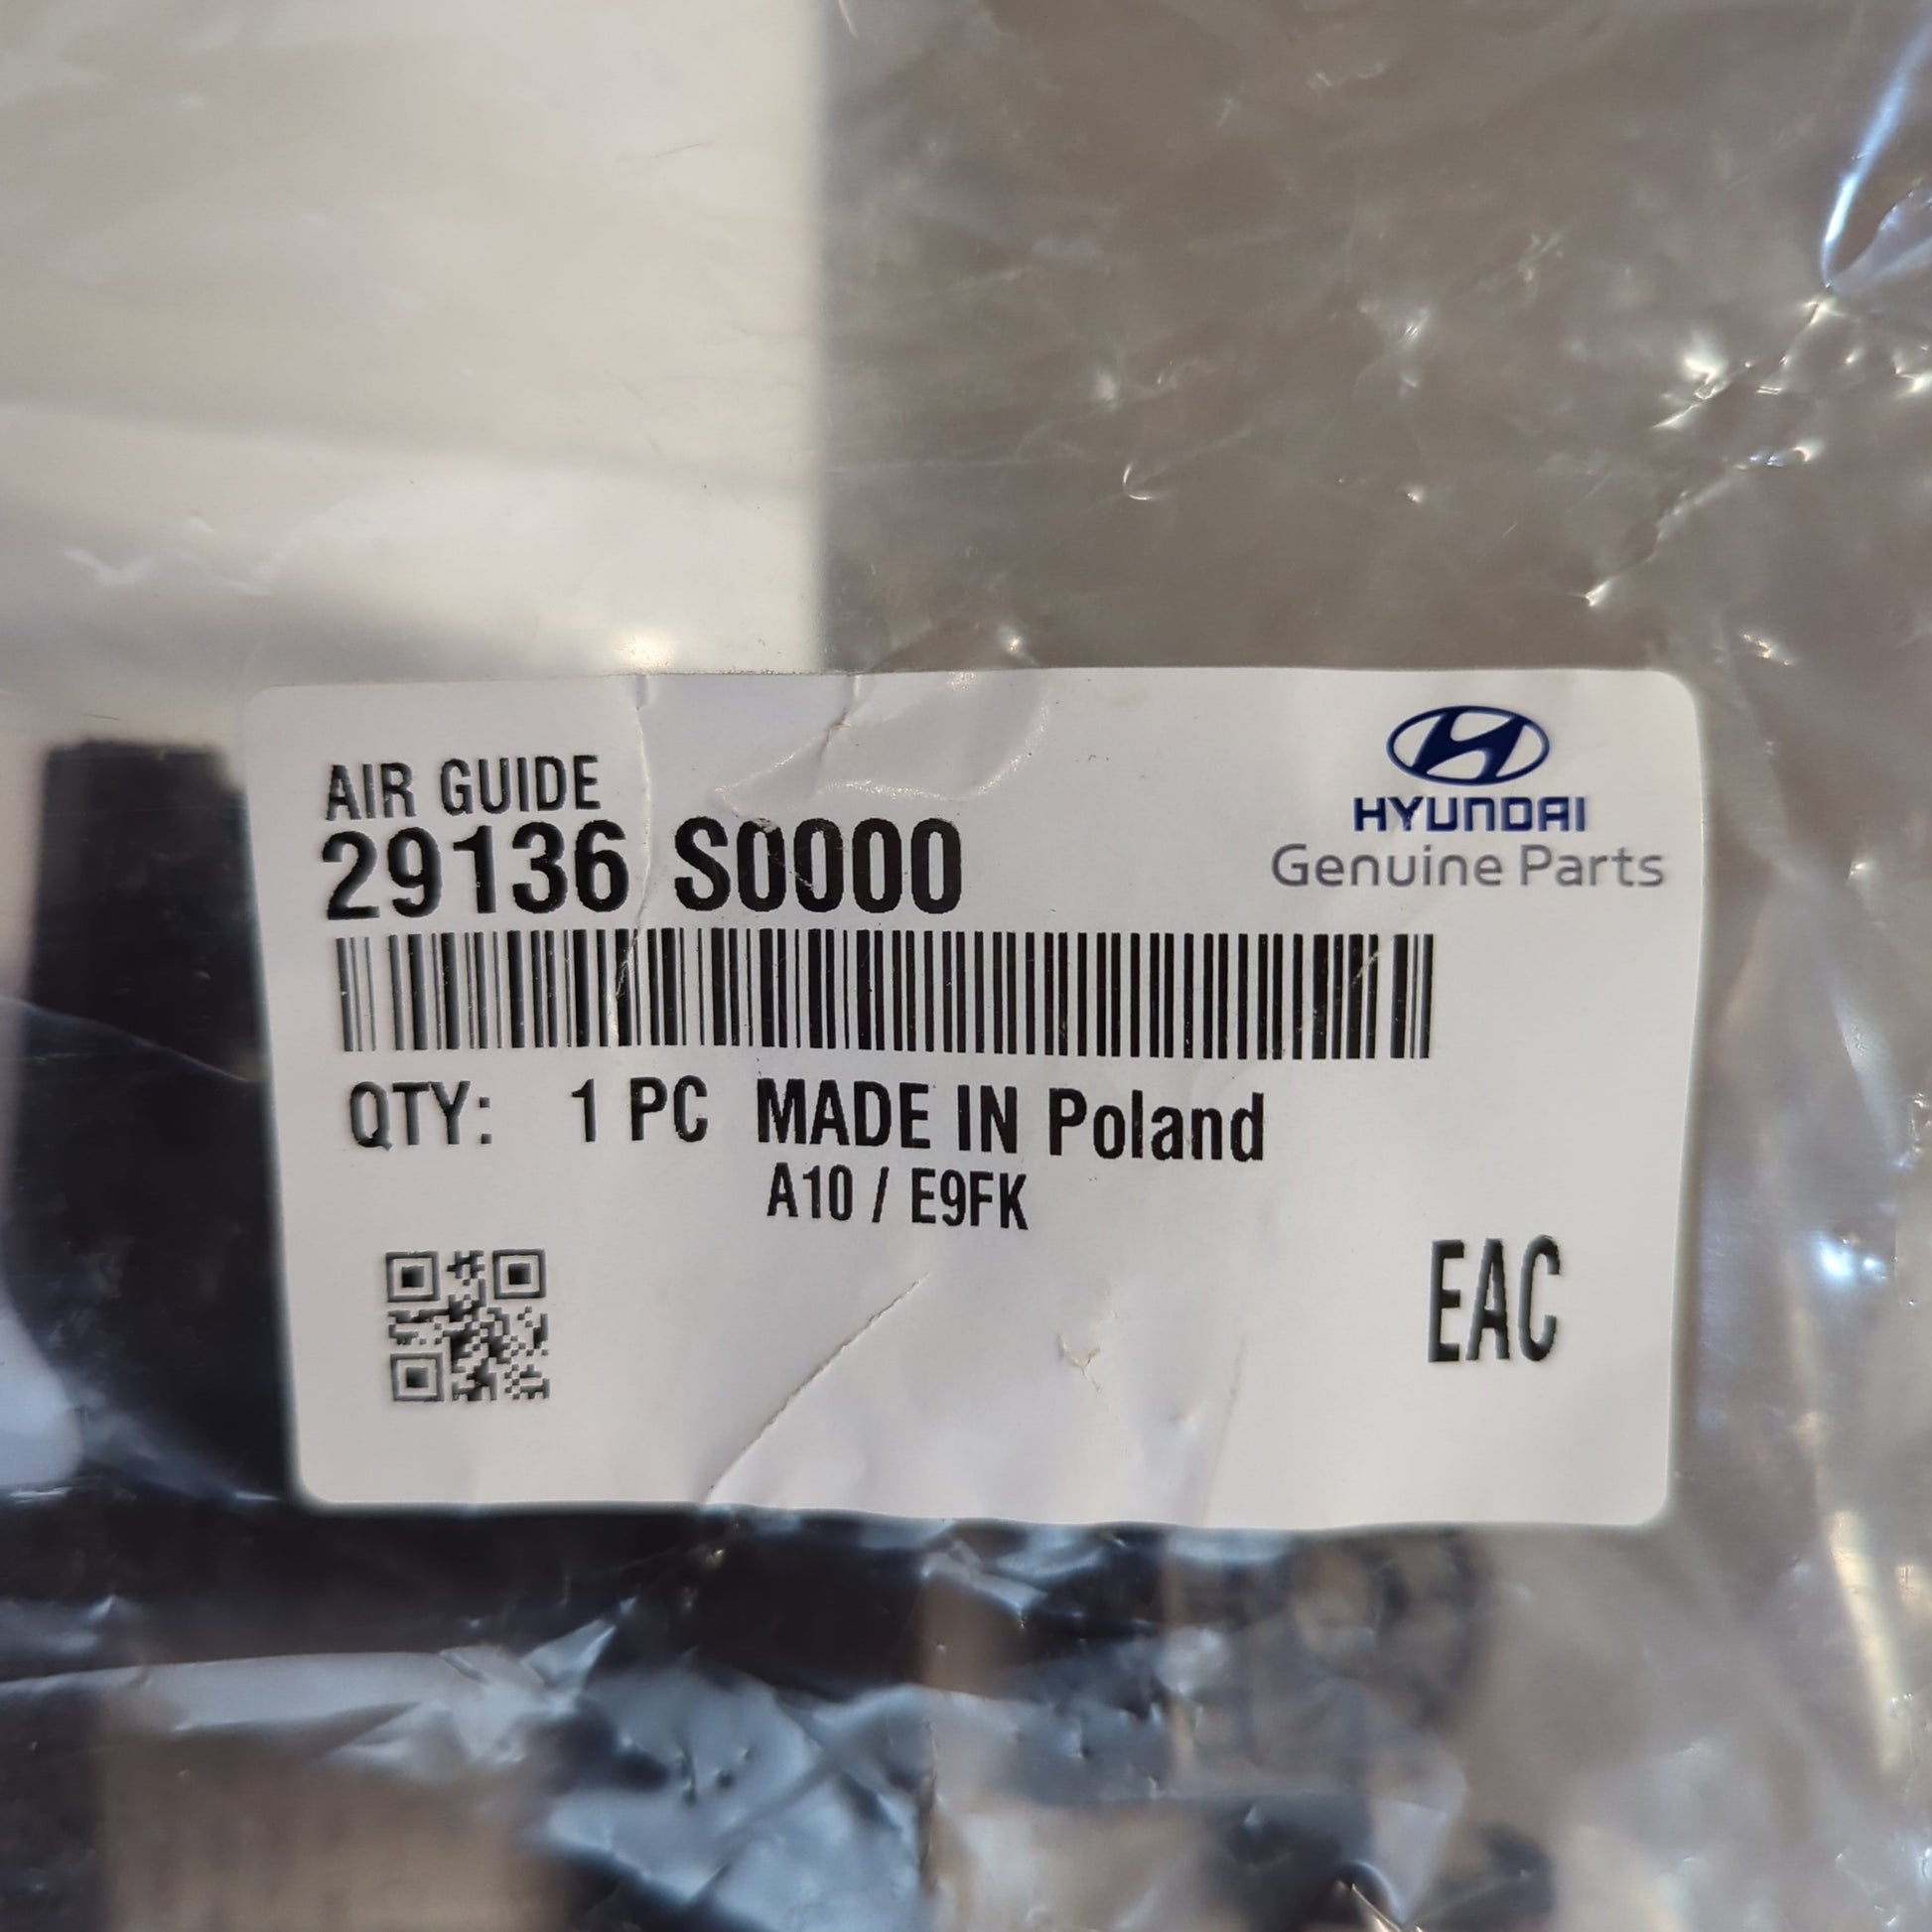 AIR GUIDE
29136 S0000
HYUNDAI
Genuine Parts
QTY: 1 PC MADE IN Poland
A10 / E9FK
EAC